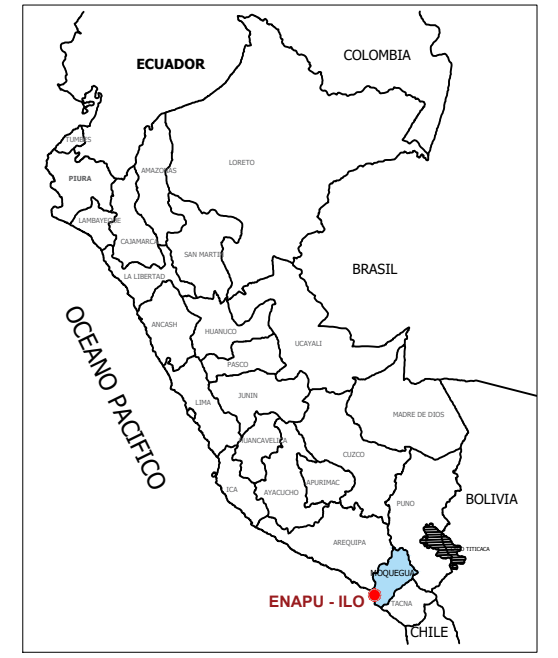 COLOMBIA
ECUADOR
TUMBES
LORETO
AMAZONAS
PIURA
LAMBAYEQUE
CAJAMARCA
SAN MARTIN
BRASIL
LA LIBERTAD
OCEANO PACIFICO
ANCASH
HUANUCO
UCAYALI
PASCO
LIMA
JUNIN
MADRE DE DIOS
HUANCAVELICA
CUZCO
APURIMAC
ICA
AYACUCHO
PUNO
BOLIVIA
AREQUIPA
TITICACA
MOQUEGUA
ENAPU - ILO
TACNA
CHILE